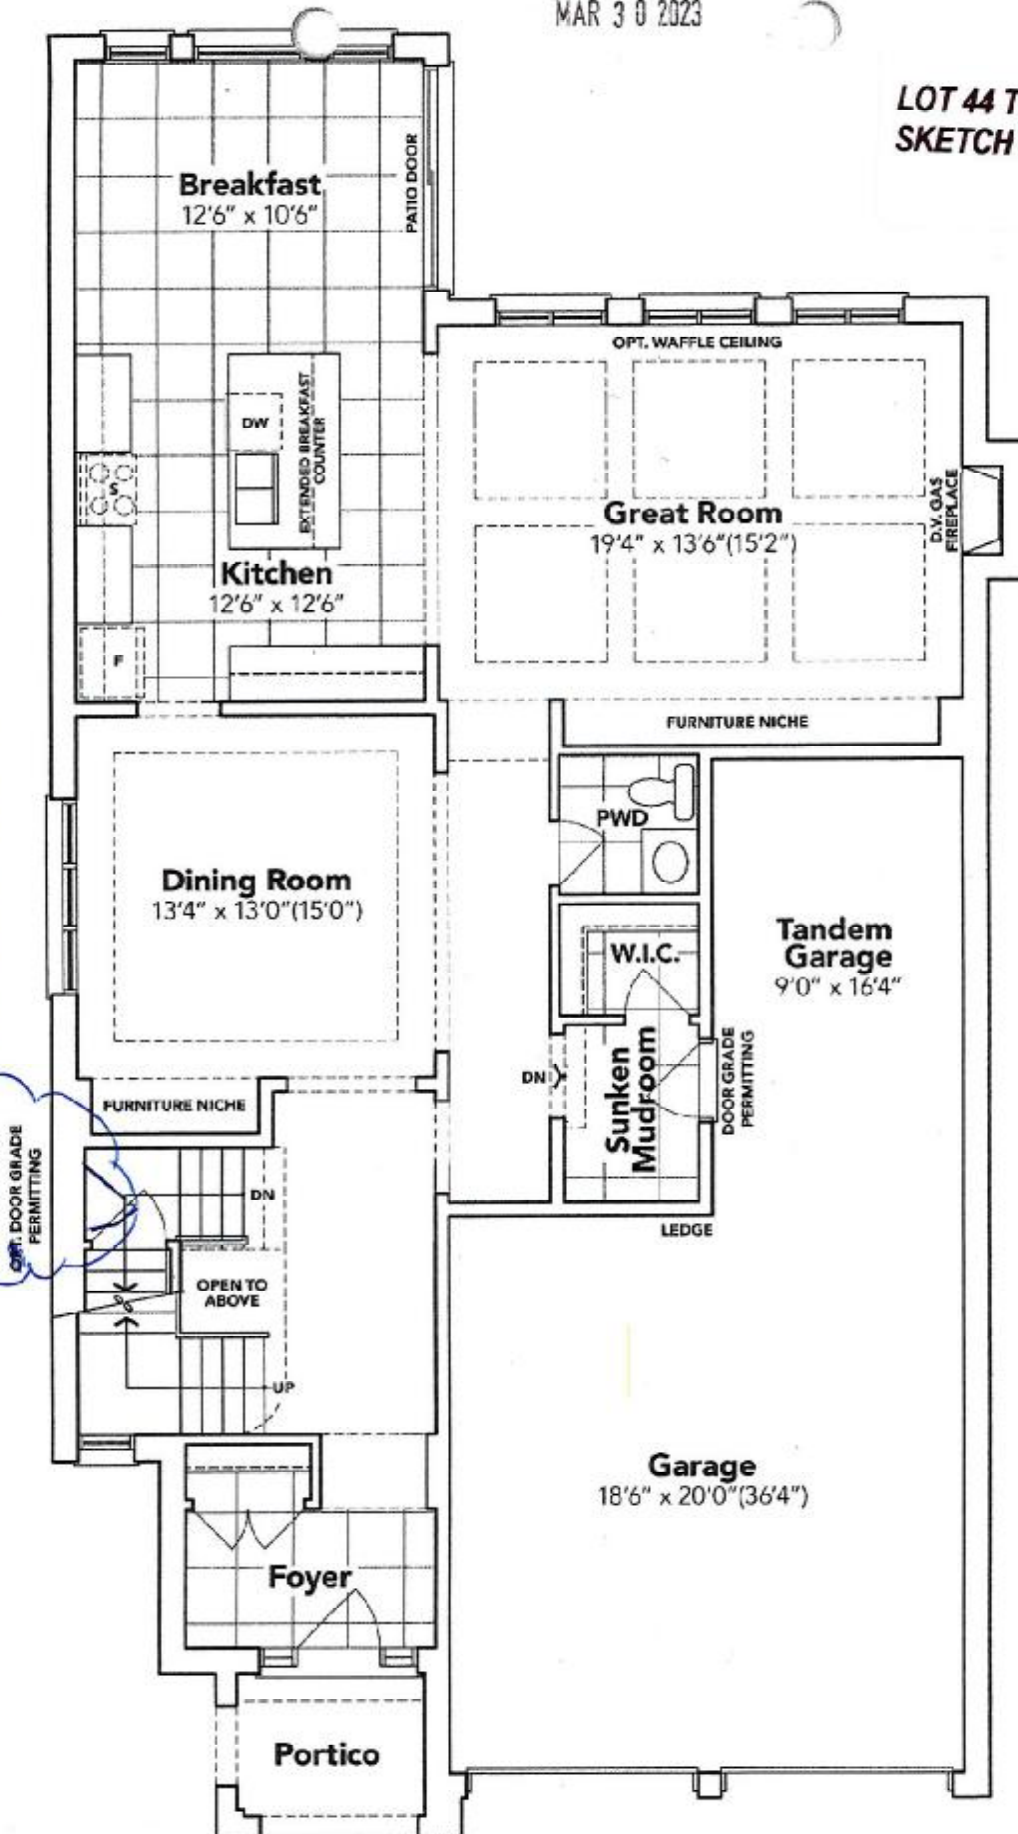 MAR 3 0 2023
LOT 44 T
SKETCH
Breakfast
12'6" x 10'6"
PATIO DOOR
OPT. WAFFLE CEILING
DW
EXTENDED BREAKFAST
COUNTER
S
Great Room
19'4" x 13'6"(15'2")
D.V. GAS
FIREPLACE
Kitchen
12'6" x 12'6"
F
FURNITURE NICHE
PWD
Dining Room
13'4" x 13'0"(15'0")
W.I.C.
Tandem
Garage
9'0" x 16'4"
DN
Sunken
Mudroom
DOOR GRADE
PERMITTING
FURNITURE NICHE
OPT. DOOR GRADE
PERMITTING
DN
LEDGE
OPEN TO
ABOVE
UP
Garage
18'6" x 20'0"(36'4")
Foyer
Portico